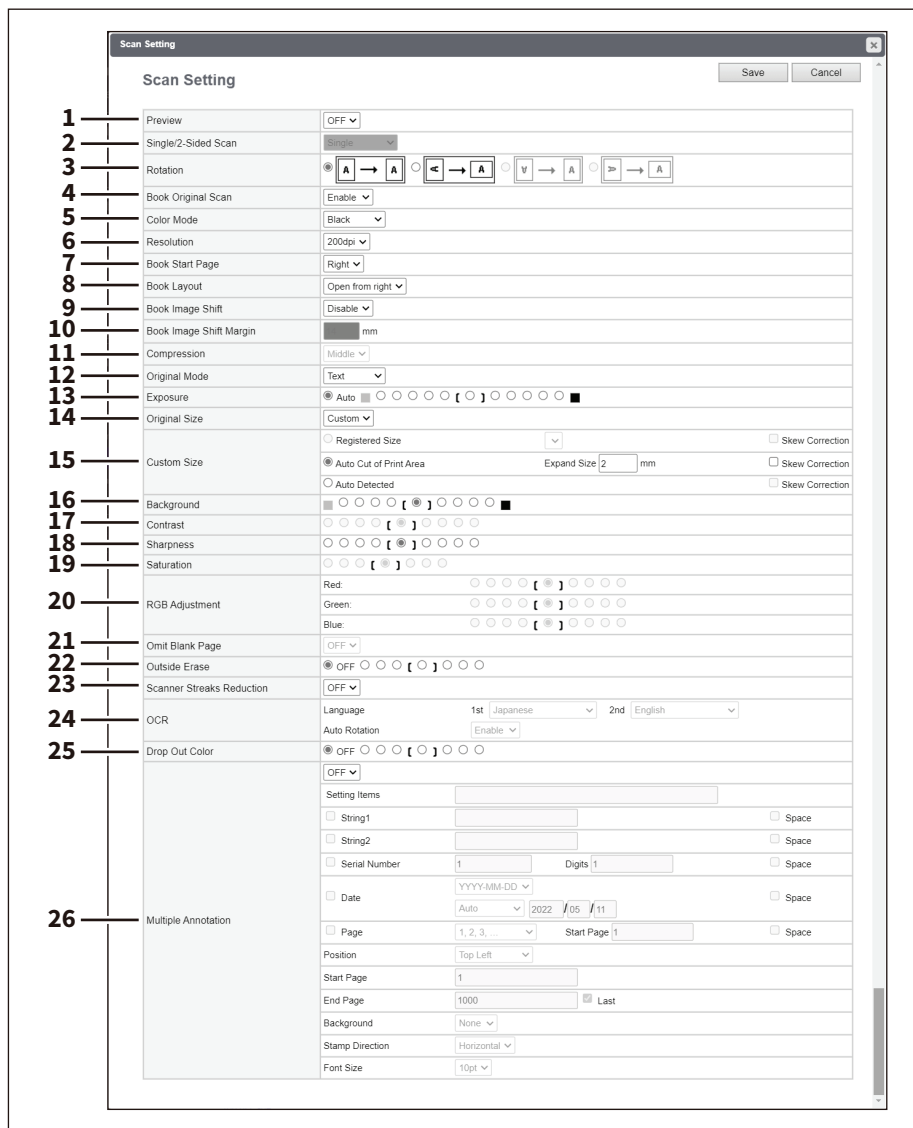 Scan Setting
Scan Setting
Save Cancel
1 Preview OFF
2 Single/2-Sided Scan Single
3 Rotation A → A A → A A → A A → A
4 Book Original Scan Enable
5 Color Mode Black
6 Resolution 200dpi
7 Book Start Page Right
8 Book Layout Open from right
9 Book Image Shift Disable
10 Book Image Shift Margin mm
11 Compression Middle
12 Original Mode Text
13 Exposure Auto [ ]
14 Original Size Custom
15 Custom Size
Registered Size Skew Correction
Auto Cut of Print Area Expand Size 2 mm Skew Correction
Auto Detected Skew Correction
16 Background [ ]
17 Contrast [ ]
18 Sharpness [ ]
19 Saturation [ ]
20 RGB Adjustment
Red: [ ]
Green: [ ]
Blue: [ ]
21 Omit Blank Page OFF
22 Outside Erase OFF [ ]
23 Scanner Streaks Reduction OFF
24 OCR
Language 1st Japanese 2nd English
Auto Rotation Enable
25 Drop Out Color OFF [ ]
26 Multiple Annotation
OFF
Setting Items
String1 Space
String2 Space
Serial Number 1 Digits 1 Space
Date YYYY-MM-DD Space
Auto 2022 / 05 / 11
Page 1, 2, 3, ... Start Page 1 Space
Position Top Left
Start Page 1
End Page 1000 Last
Background None
Stamp Direction Horizontal
Font Size 10pt